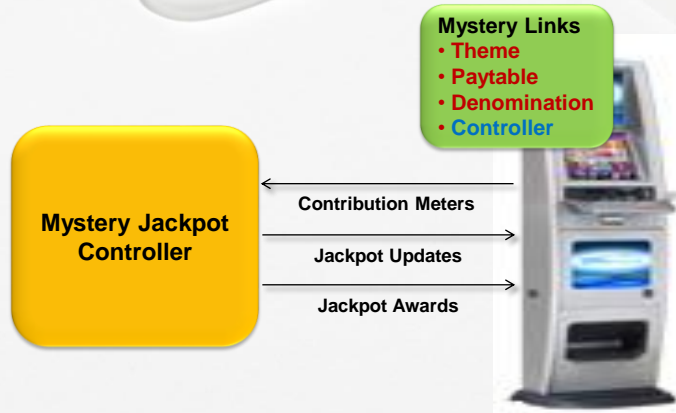 Mystery Links
• Theme
• Paytable
• Denomination
• Controller
Mystery Jackpot
Controller
Contribution Meters
Jackpot Updates
Jackpot Awards